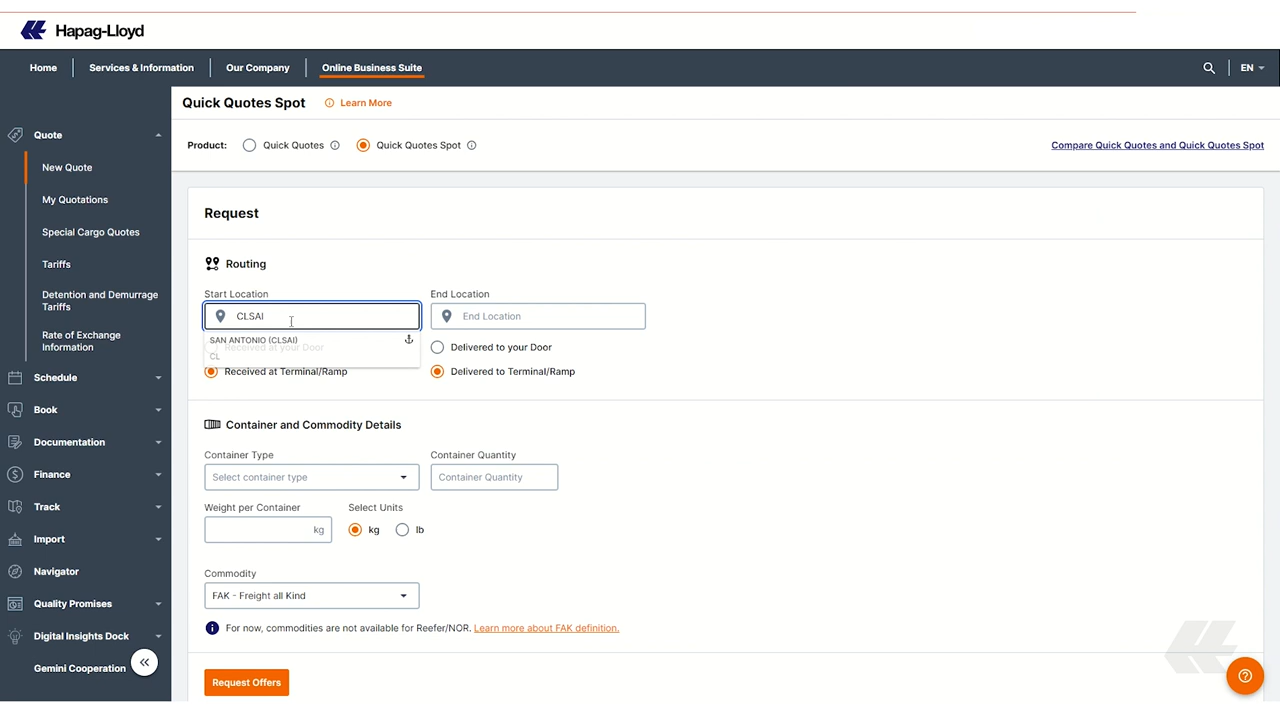 Hapag-Lloyd
Home
Services & Information
Our Company
Online Business Suite
EN
Quick Quotes Spot
Learn More
Product:
Quick Quotes
Quick Quotes Spot
Compare Quick Quotes and Quick Quotes Spot
Quote
New Quote
My Quotations
Special Cargo Quotes
Tariffs
Detention and Demurrage
Tariffs
Rate of Exchange
Information
Schedule
Book
Documentation
Finance
Track
Import
Navigator
Quality Promises
Digital Insights Dock
Gemini Cooperation
Request
Routing
Start Location
End Location
CLSAI
End Location
SAN ANTONIO (CLSAI)
CL
Received at your Door
Delivered to your Door
Received at Terminal/Ramp
Delivered to Terminal/Ramp
Container and Commodity Details
Container Type
Container Quantity
Select container type
Container Quantity
Weight per Container
Select Units
kg
kg
lb
Commodity
FAK - Freight all Kind
For now, commodities are not available for Reefer/NOR. Learn more about FAK definition.
Request Offers